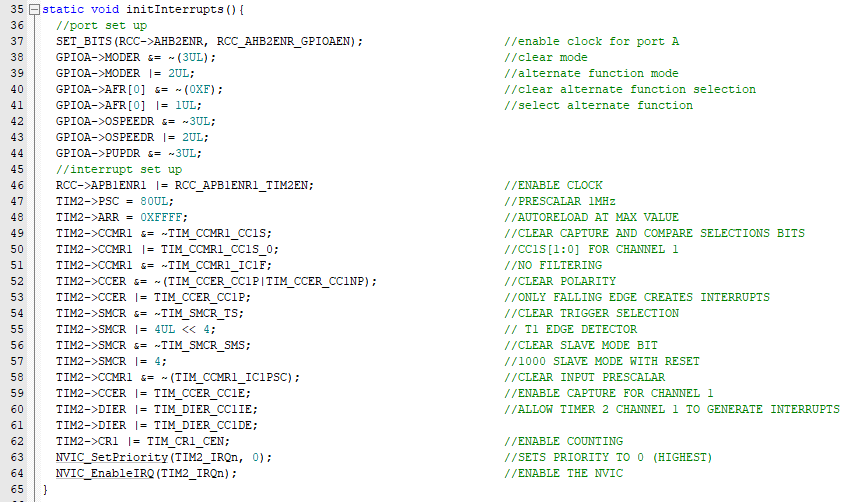 35 static void initInterrupts(){
36 //port set up
37 SET_BITS(RCC->AHB2ENR, RCC_AHB2ENR_GPIOAEN); //enable clock for port A
38 GPIOA->MODER &= ~(3UL); //clear mode
39 GPIOA->MODER |= 2UL; //alternate function mode
40 GPIOA->AFR[0] &= ~(0XF); //clear alternate function selection
41 GPIOA->AFR[0] |= 1UL; //select alternate function
42 GPIOA->OSPEEDR &= ~3UL;
43 GPIOA->OSPEEDR |= 2UL;
44 GPIOA->PUPDR &= ~3UL;
45 //interrupt set up
46 RCC->APB1ENR1 |= RCC_APB1ENR1_TIM2EN; //ENABLE CLOCK
47 TIM2->PSC = 80UL; //PRESCALAR 1MHz
48 TIM2->ARR = 0XFFFF; //AUTORELOAD AT MAX VALUE
49 TIM2->CCMR1 &= ~TIM_CCMR1_CC1S; //CLEAR CAPTURE AND COMPARE SELECTIONS BITS
50 TIM2->CCMR1 |= TIM_CCMR1_CC1S_0; //CC1S[1:0] FOR CHANNEL 1
51 TIM2->CCMR1 &= ~TIM_CCMR1_IC1F; //NO FILTERING
52 TIM2->CCER &= ~(TIM_CCER_CC1P|TIM_CCER_CC1NP); //CLEAR POLARITY
53 TIM2->CCER |= TIM_CCER_CC1P; //ONLY FALLING EDGE CREATES INTERRUPTS
54 TIM2->SMCR &= ~TIM_SMCR_TS; //CLEAR TRIGGER SELECTION
55 TIM2->SMCR |= 4UL << 4; // T1 EDGE DETECTOR
56 TIM2->SMCR &= ~TIM_SMCR_SMS; //CLEAR SLAVE MODE BIT
57 TIM2->SMCR |= 4; //1000 SLAVE MODE WITH RESET
58 TIM2->CCMR1 &= ~(TIM_CCMR1_IC1PSC); //CLEAR INPUT PRESCALAR
59 TIM2->CCER |= TIM_CCER_CC1E; //ENABLE CAPTURE FOR CHANNEL 1
60 TIM2->DIER |= TIM_DIER_CC1IE; //ALLOW TIMER 2 CHANNEL 1 TO GENERATE INTERRUPTS
61 TIM2->DIER |= TIM_DIER_CC1DE;
62 TIM2->CR1 |= TIM_CR1_CEN; //ENABLE COUNTING
63 NVIC_SetPriority(TIM2_IRQn, 0); //SETS PRIORITY TO 0 (HIGHEST)
64 NVIC_EnableIRQ(TIM2_IRQn); //ENABLE THE NVIC
65 }